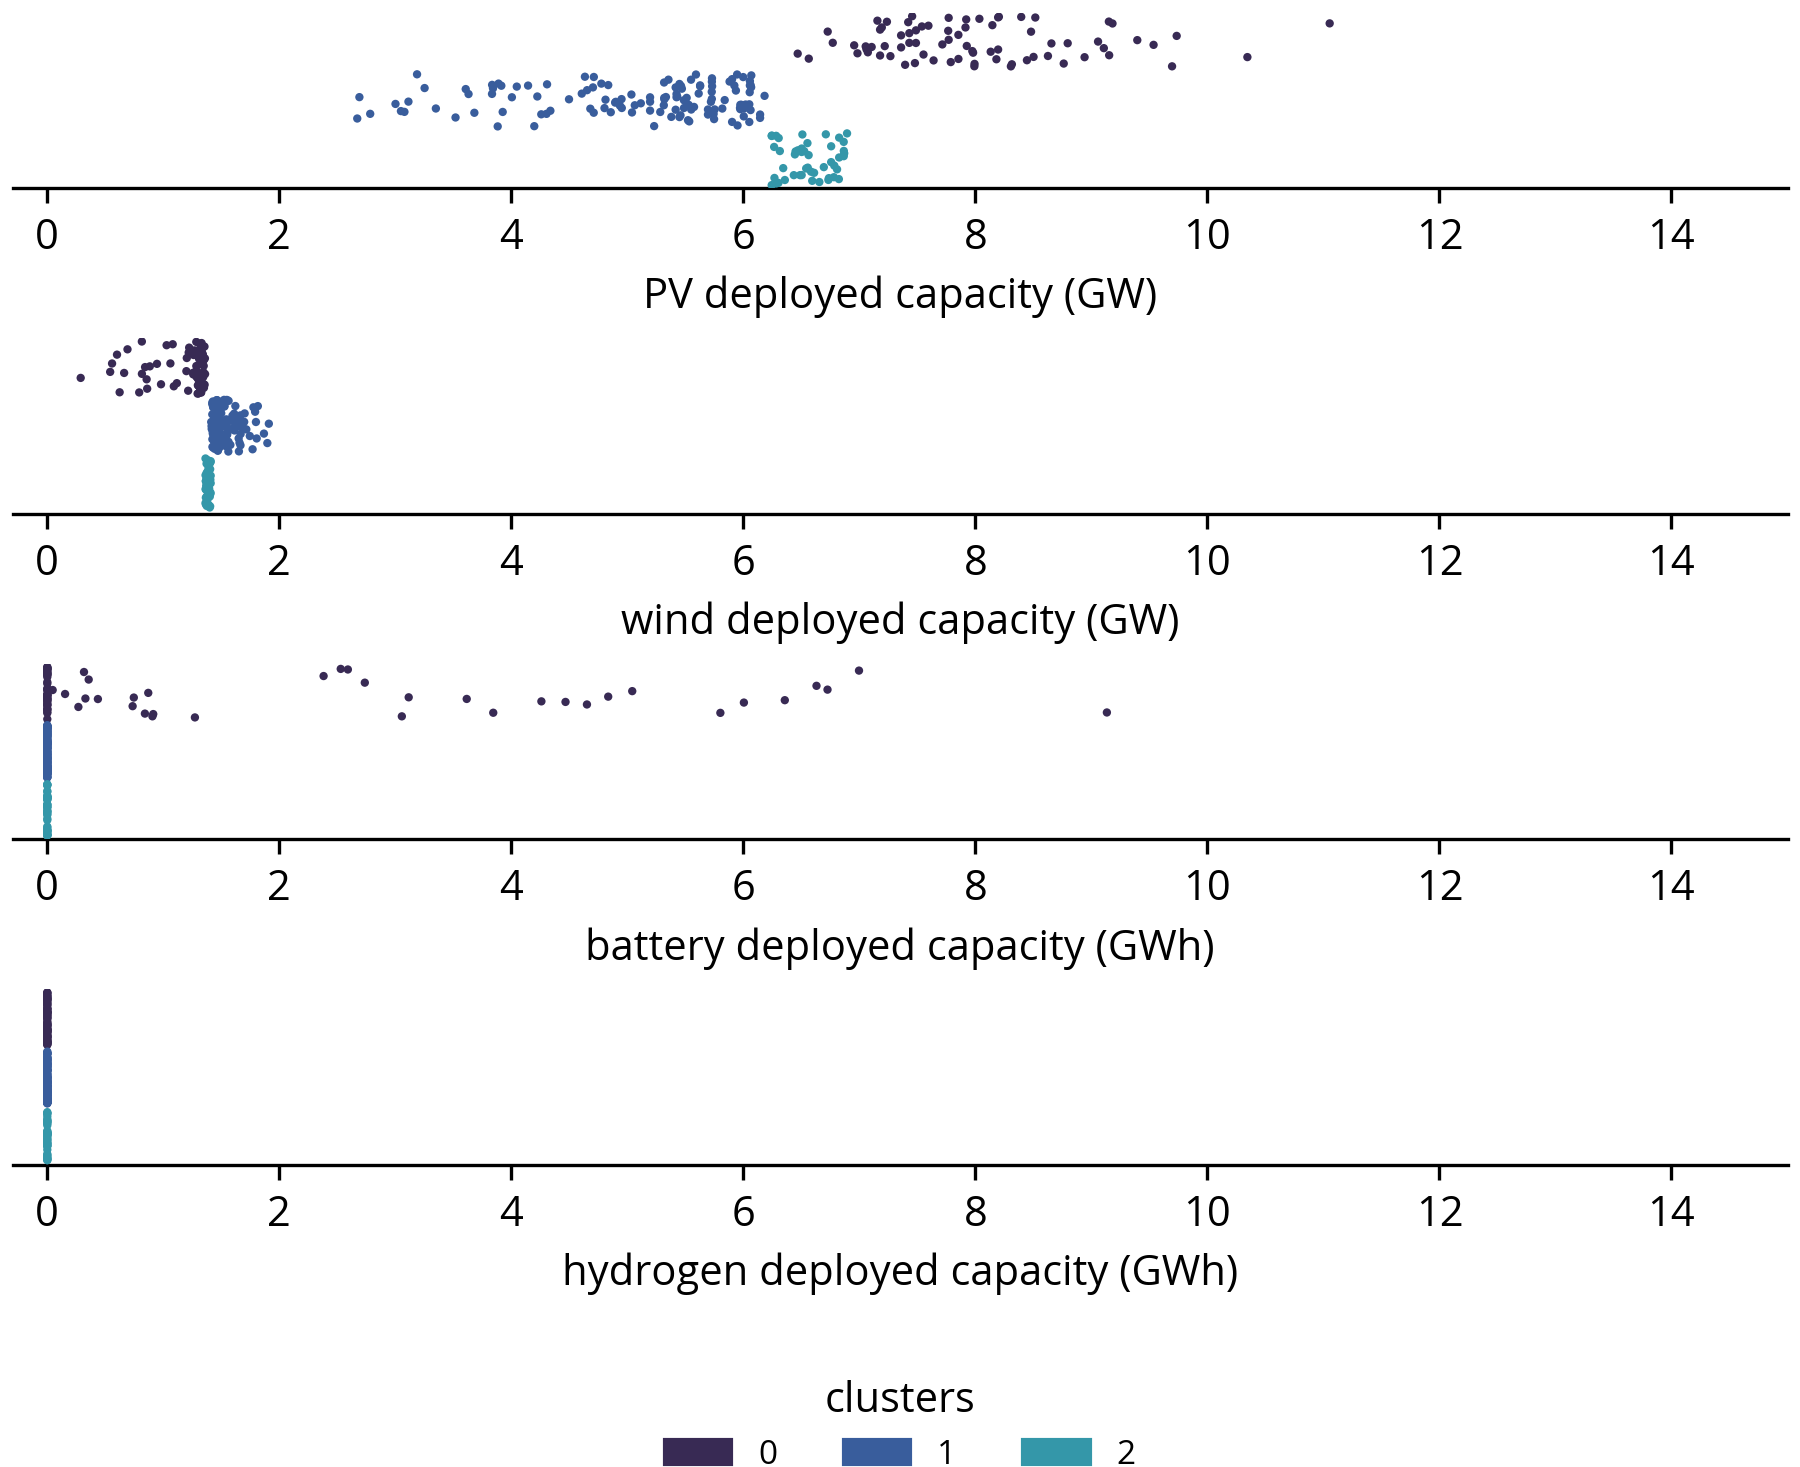 0 2 4 6 8 10 12 14
PV deployed capacity (GW)
0 2 4 6 8 10 12 14
wind deployed capacity (GW)
0 2 4 6 8 10 12 14
battery deployed capacity (GWh)
0 2 4 6 8 10 12 14
hydrogen deployed capacity (GWh)
clusters
0 1 2